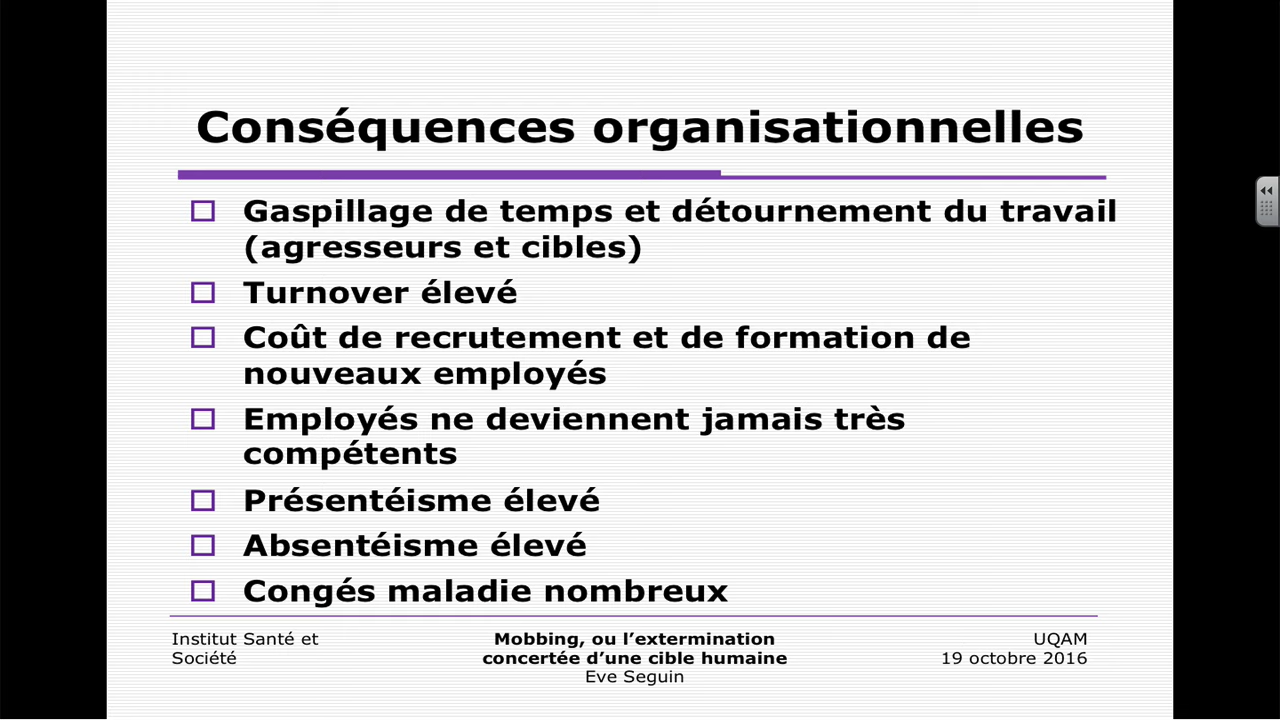 Conséquences organisationnelles
Gaspillage de temps et détournement du travail
(agresseurs et cibles)
Turnover élevé
Coût de recrutement et de formation de
nouveaux employés
Employés ne deviennent jamais très
compétents
Présentéisme élevé
Absentéisme élevé
Congés maladie nombreux
Institut Santé et
Société
Mobbing, ou l’extermination
concertée d’une cible humaine
Eve Seguin
UQAM
19 octobre 2016